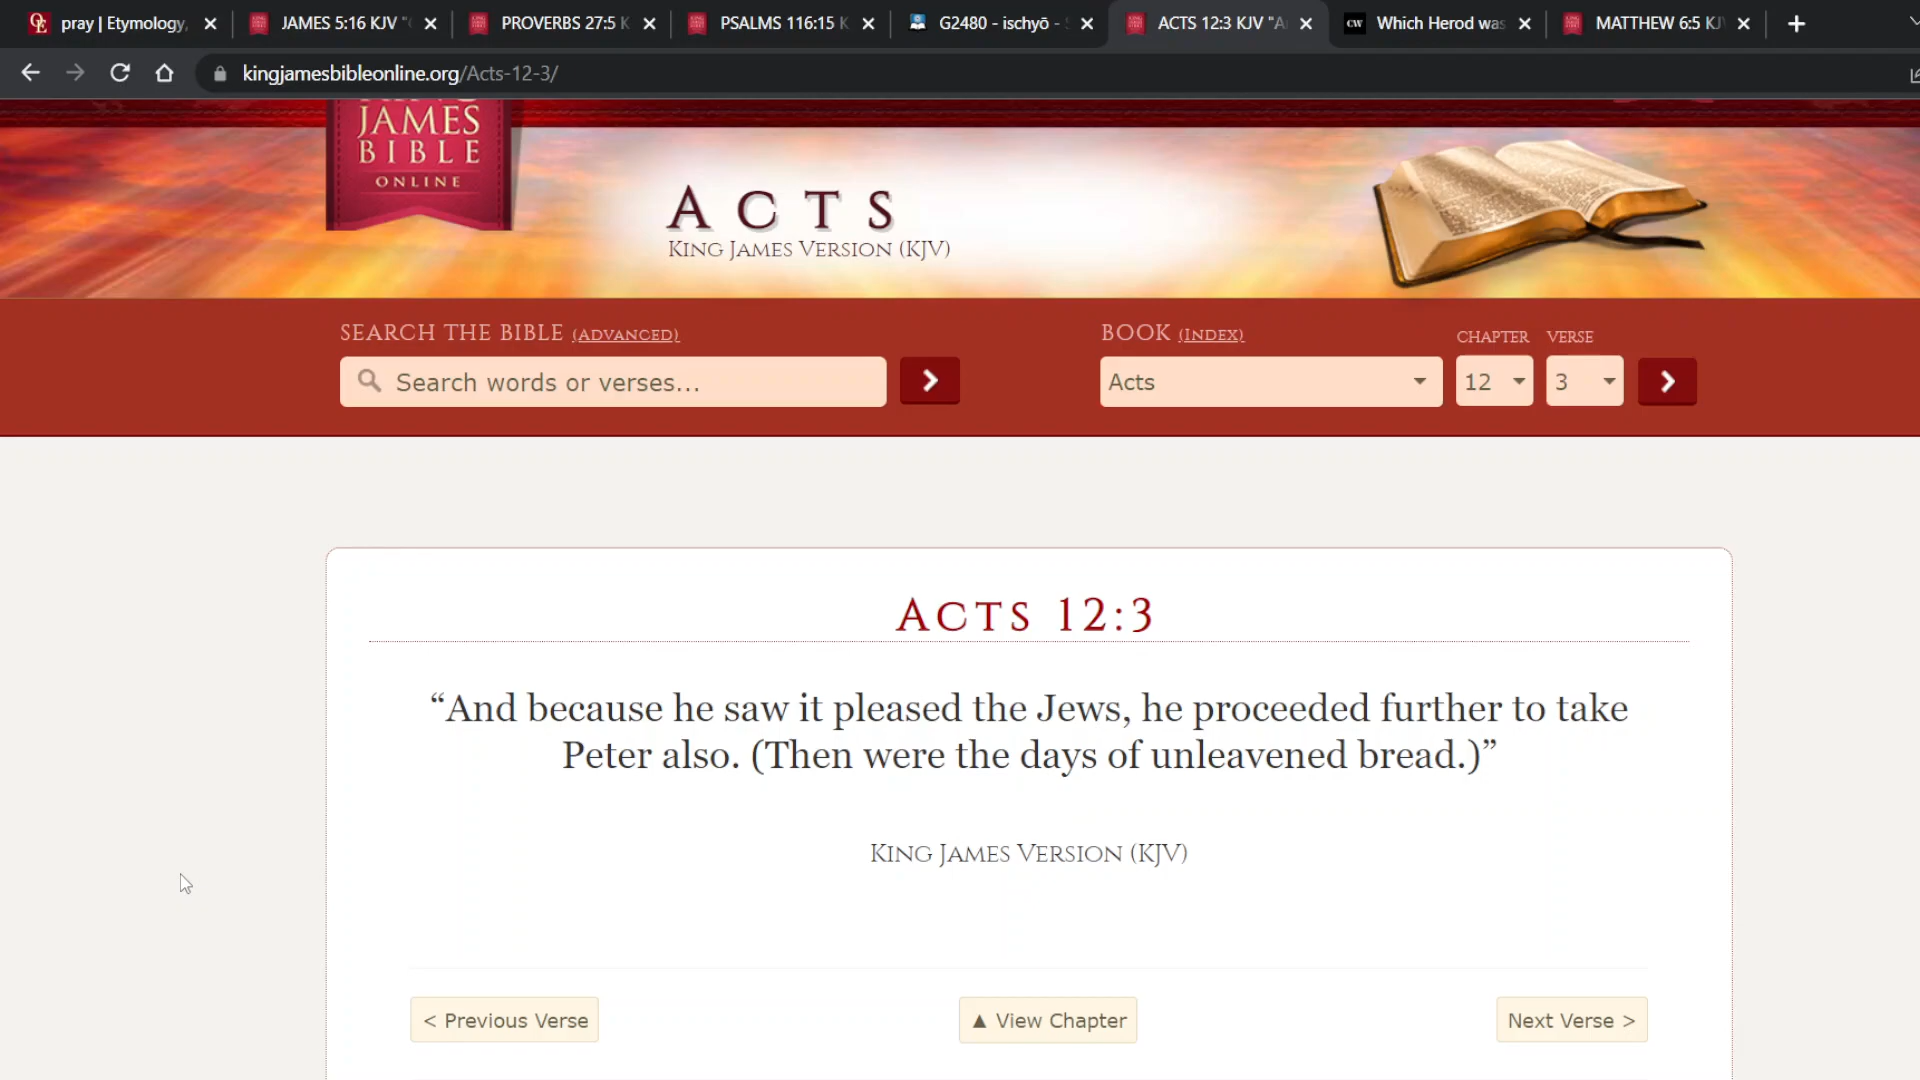 pray | Etymology,
JAMES 5:16 KJV "
PROVERBS 27:5 K
PSALMS 116:15 K
G2480 - ischyō -
ACTS 12:3 KJV "A
Which Herod was
MATTHEW 6:5 KJ
kingjamesbibleonline.org/Acts-12-3/
JAMES
BIBLE
ONLINE
ACTS
KING JAMES VERSION (KJV)
SEARCH THE BIBLE (ADVANCED)
BOOK (INDEX)
CHAPTER
VERSE
Search words or verses...
Acts
12
3
ACTS 12:3
“And because he saw it pleased the Jews, he proceeded further to take
Peter also. (Then were the days of unleavened bread.)”
KING JAMES VERSION (KJV)
< Previous Verse
▲ View Chapter
Next Verse >